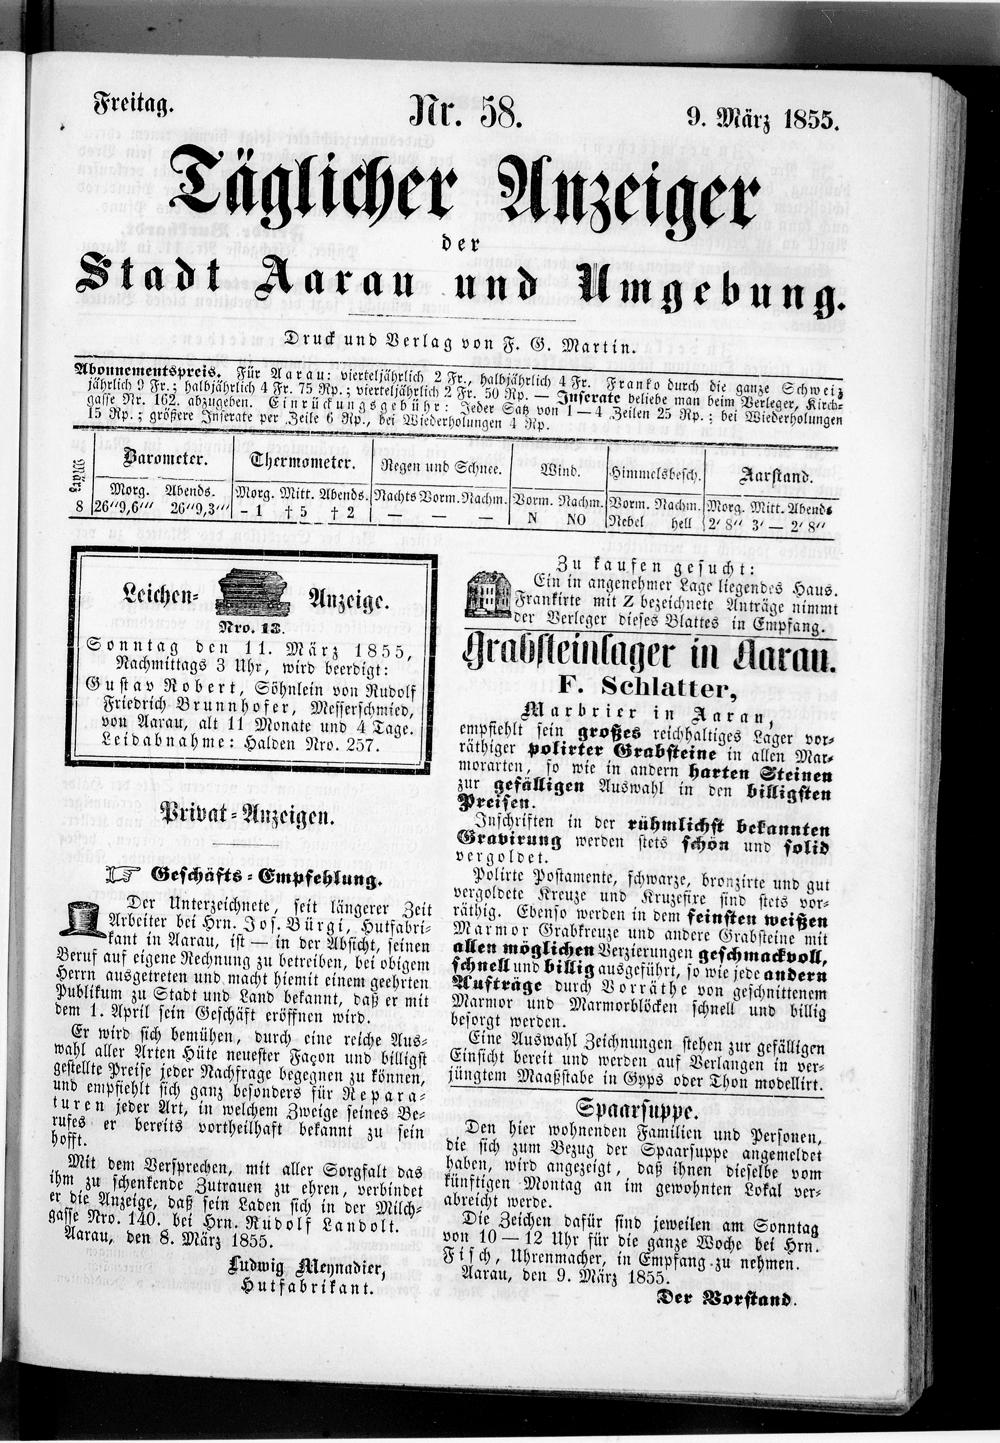 Freitag.
Nr. 58.
9. März 1855.
Täglicher Anzeiger
der
Stadt Aarau und Umgebung.
Druck und Verlag von F. G. Martin.
Abonnementspreis. Für Aarau: vierteljährlich 2 Fr., halbjährlich 4 Fr. Franko durch die ganze Schweiz
jährlich 9 Fr.; halbjährlich 4 Fr. 75 Rp.; vierteljährlich 2 Fr. 50 Rp. — Inserate beliebe man beim Verleger, Kirch-
gasse Nr. 162. abzugeben. Einrückungsgebühr: Jeder Satz von 1—4 Zeilen 25 Rp.; bei Wiederholungen
15 Rp.; größere Inserate per Zeile 6 Rp., bei Wiederholungen 4 Rp.
März Barometer. Thermometer. Regen und Schnee. Wind. Himmelsbesch. Aarstand.
Morg. Abends. Morg. Mitt. Abends. Nachts Vorm. Nachm. Vorm. Nachm. Vorm. Nachm. Morg. Mitt. Abends
8 26"9,6''' 26"9,3''' – 1 † 5 † 2 — — — N NO Nebel hell 2' 8" 3' — 2' 8"
Leichen- Anzeige.
Nro. 13.
Sonntag den 11. März 1855,
Nachmittags 3 Uhr, wird beerdigt:
Gustav Robert, Söhnlein von Rudolf
Friedrich Brunnhofer, Messerschmied,
von Aarau, alt 11 Monate und 4 Tage.
Leidabnahme: Halden Nro. 257.
Privat-Anzeigen.
☞ Geschäfts-Empfehlung.
Der Unterzeichnete, seit längerer Zeit
Arbeiter bei Hrn. Jos. Bürgi, Hutfabri-
kant in Aarau, ist — in der Absicht, seinen
Beruf auf eigene Rechnung zu betreiben, bei obigem
Herrn ausgetreten und macht hiemit einem geehrten
Publikum zu Stadt und Land bekannt, daß er mit
dem 1. April sein Geschäft eröffnen wird.
Er wird sich bemühen, durch eine reiche Aus-
wahl aller Arten Hüte neuester Façon und billigst
gestellte Preise jeder Nachfrage begegnen zu können,
und empfiehlt sich ganz besonders für Repara-
turen jeder Art, in welchem Zweige seines Be-
rufes er bereits vortheilhaft bekannt zu sein
hofft.
Mit dem Versprechen, mit aller Sorgfalt das
ihm zu schenkende Zutrauen zu ehren, verbindet
er die Anzeige, daß sein Laden sich in der Milch-
gasse Nro. 140. bei Hrn. Rudolf Landolt.
Aarau, den 8. März 1855.
Ludwig Meynadier,
Hutfabrikant.
Zu kaufen gesucht:
Ein in angenehmer Lage liegendes Haus.
Frankirte mit Z bezeichnete Anträge nimmt
der Verleger dieses Blattes in Empfang.
Grabsteinlager in Aarau.
F. Schlatter,
Marbrier in Aarau,
empfiehlt sein großes reichhaltiges Lager vor-
räthiger polirter Grabsteine in allen Mar-
morarten, so wie in andern harten Steinen
zur gefälligen Auswahl in den billigsten
Preisen.
Inschriften in der rühmlichst bekannten
Gravirung werden stets schön und solid
vergoldet.
Polirte Postamente, schwarze, bronzirte und gut
vergoldete Kreuze und Kruzefixe sind stets vor-
räthig. Ebenso werden in dem feinsten weißen
Marmor Grabkreuze und andere Grabsteine mit
allen möglichen Verzierungen geschmackvoll,
schnell und billig ausgeführt, so wie jede andern
Aufträge durch Vorräthe von geschnittenem
Marmor und Marmorblöcken schnell und billig
besorgt werden.
Eine Auswahl Zeichnungen stehen zur gefälligen
Einsicht bereit und werden auf Verlangen in ver-
jüngtem Maaßstabe in Gyps oder Thon modellirt.
Spaarsuppe.
Den hier wohnenden Familien und Personen,
die sich zum Bezug der Spaarsuppe angemeldet
haben, wird angezeigt, daß ihnen dieselbe vom
künftigen Montag an im gewohnten Lokal ver-
abreicht werde.
Die Zeichen dafür sind jeweilen am Sonntag
von 10—12 Uhr für die ganze Woche bei Hrn.
Fisch, Uhrenmacher, in Empfang zu nehmen.
Aarau, den 9. März 1855.
Der Vorstand.